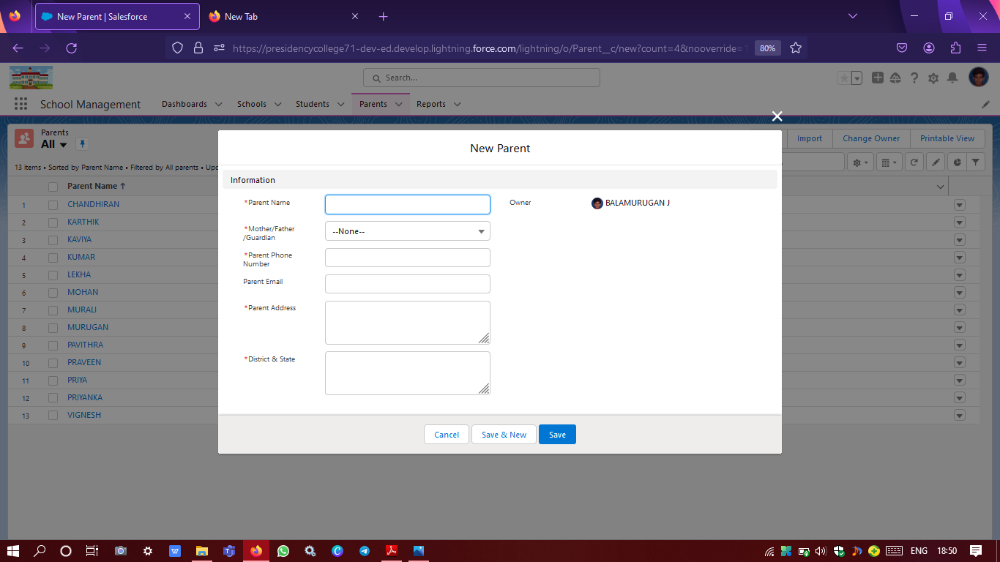 New Parent | Salesforce
New Tab
https://presidencycollege71-dev-ed.develop.lightning.force.com/lightning/o/Parent__c/new?count=4&nooverride=
80%
Search...
School Management
Dashboards
Schools
Students
Parents
Reports
Parents
All
Import
Change Owner
Printable View
13 items • Sorted by Parent Name • Filtered by All parents •
Parent Name
1 CHANDHIRAN
2 KARTHIK
3 KAVIYA
4 KUMAR
5 LEKHA
6 MOHAN
7 MURALI
8 MURUGAN
9 PAVITHRA
10 PRAVEEN
11 PRIYA
12 PRIYANKA
13 VIGNESH
New Parent
Information
*Parent Name
Owner
BALAMURUGAN J
*Mother/Father
/Guardian
--None--
*Parent Phone
Number
Parent Email
*Parent Address
*District & State
Cancel
Save & New
Save
ENG
18:50